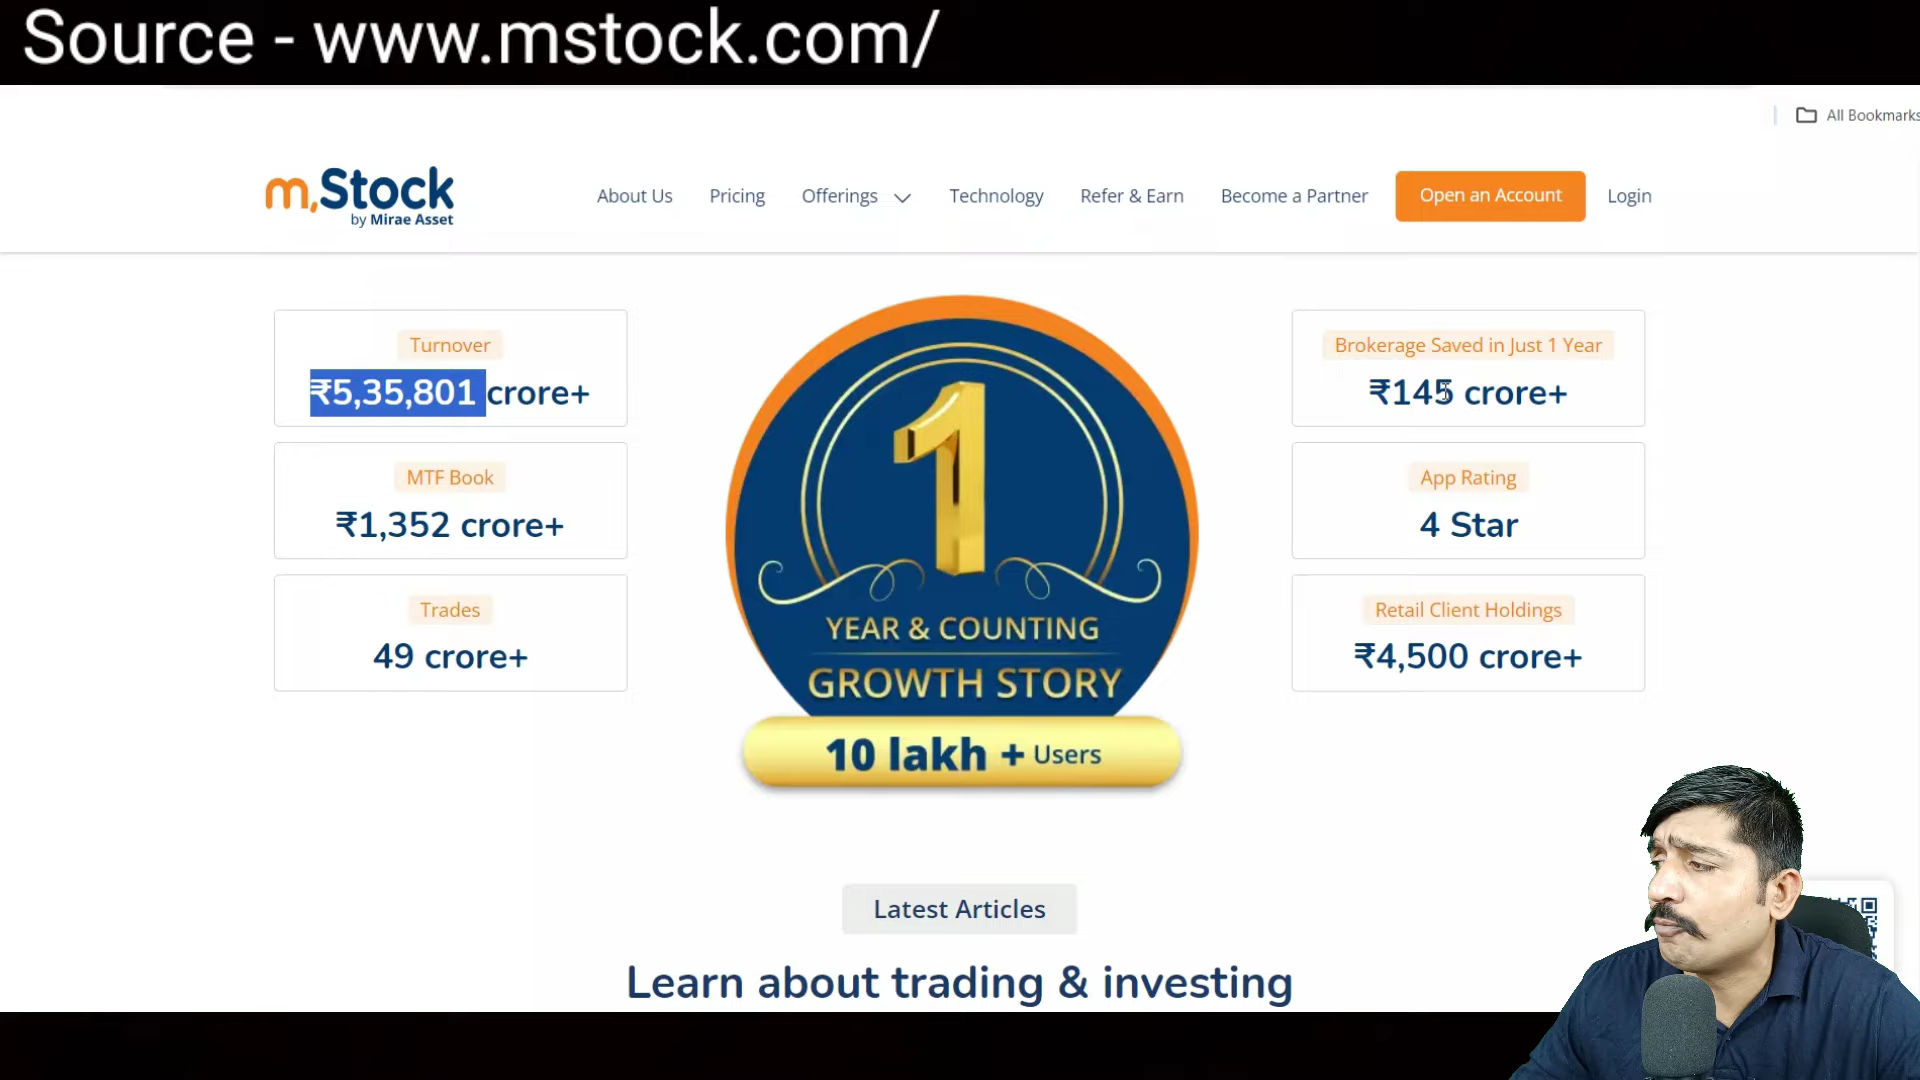 Source - www.mstock.com/
All Bookmarks
m.Stock
by Mirae Asset
About Us
Pricing
Offerings
Technology
Refer & Earn
Become a Partner
Open an Account
Login
Turnover
₹5,35,801 crore+
MTF Book
₹1,352 crore+
Trades
49 crore+
1
YEAR & COUNTING
GROWTH STORY
10 lakh + Users
Brokerage Saved in Just 1 Year
₹145 crore+
App Rating
4 Star
Retail Client Holdings
₹4,500 crore+
Latest Articles
Learn about trading & investing